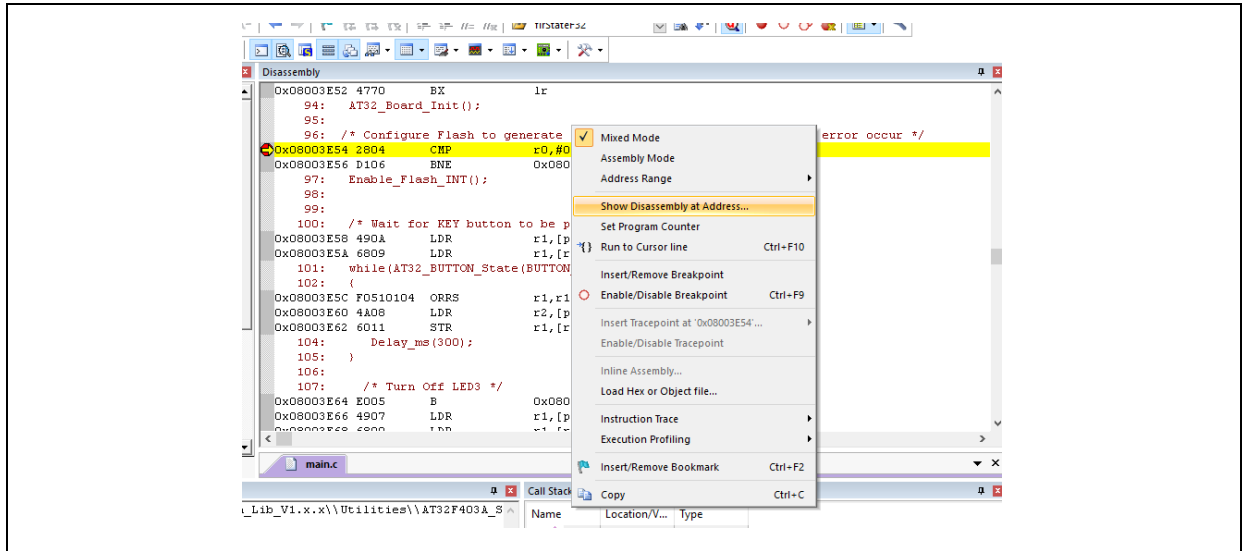 firStateF32
Disassembly
0x08003E52 4770 BX lr
94: AT32_Board_Init();
95:
96: /* Configure Flash to generate error occur */
0x08003E54 2804 CMP r0,#0
0x08003E56 D106 BNE 0x080
97: Enable_Flash_INT();
98:
99:
100: /* Wait for KEY button to be p
0x08003E58 490A LDR r1,[p
0x08003E5A 6809 LDR r1,[r
101: while(AT32_BUTTON_State(BUTTON
102: {
0x08003E5C F0510104 ORRS r1,r1
0x08003E60 4A08 LDR r2,[p
0x08003E62 6011 STR r1,[r
104: Delay_ms(300);
105: }
106:
107: /* Turn Off LED3 */
0x08003E64 E005 B 0x080
0x08003E66 4907 LDR r1,[p
0x08003E68 6800 LDR r1,[r
Mixed Mode
Assembly Mode
Address Range
Show Disassembly at Address...
Set Program Counter
Run to Cursor line Ctrl+F10
Insert/Remove Breakpoint
Enable/Disable Breakpoint Ctrl+F9
Insert Tracepoint at '0x08003E54'...
Enable/Disable Tracepoint
Inline Assembly...
Load Hex or Object file...
Instruction Trace
Execution Profiling
Insert/Remove Bookmark Ctrl+F2
Copy Ctrl+C
main.c
Call Stack
_Lib_V1.x.x\\Utilities\\AT32F403A_S
Name Location/V... Type